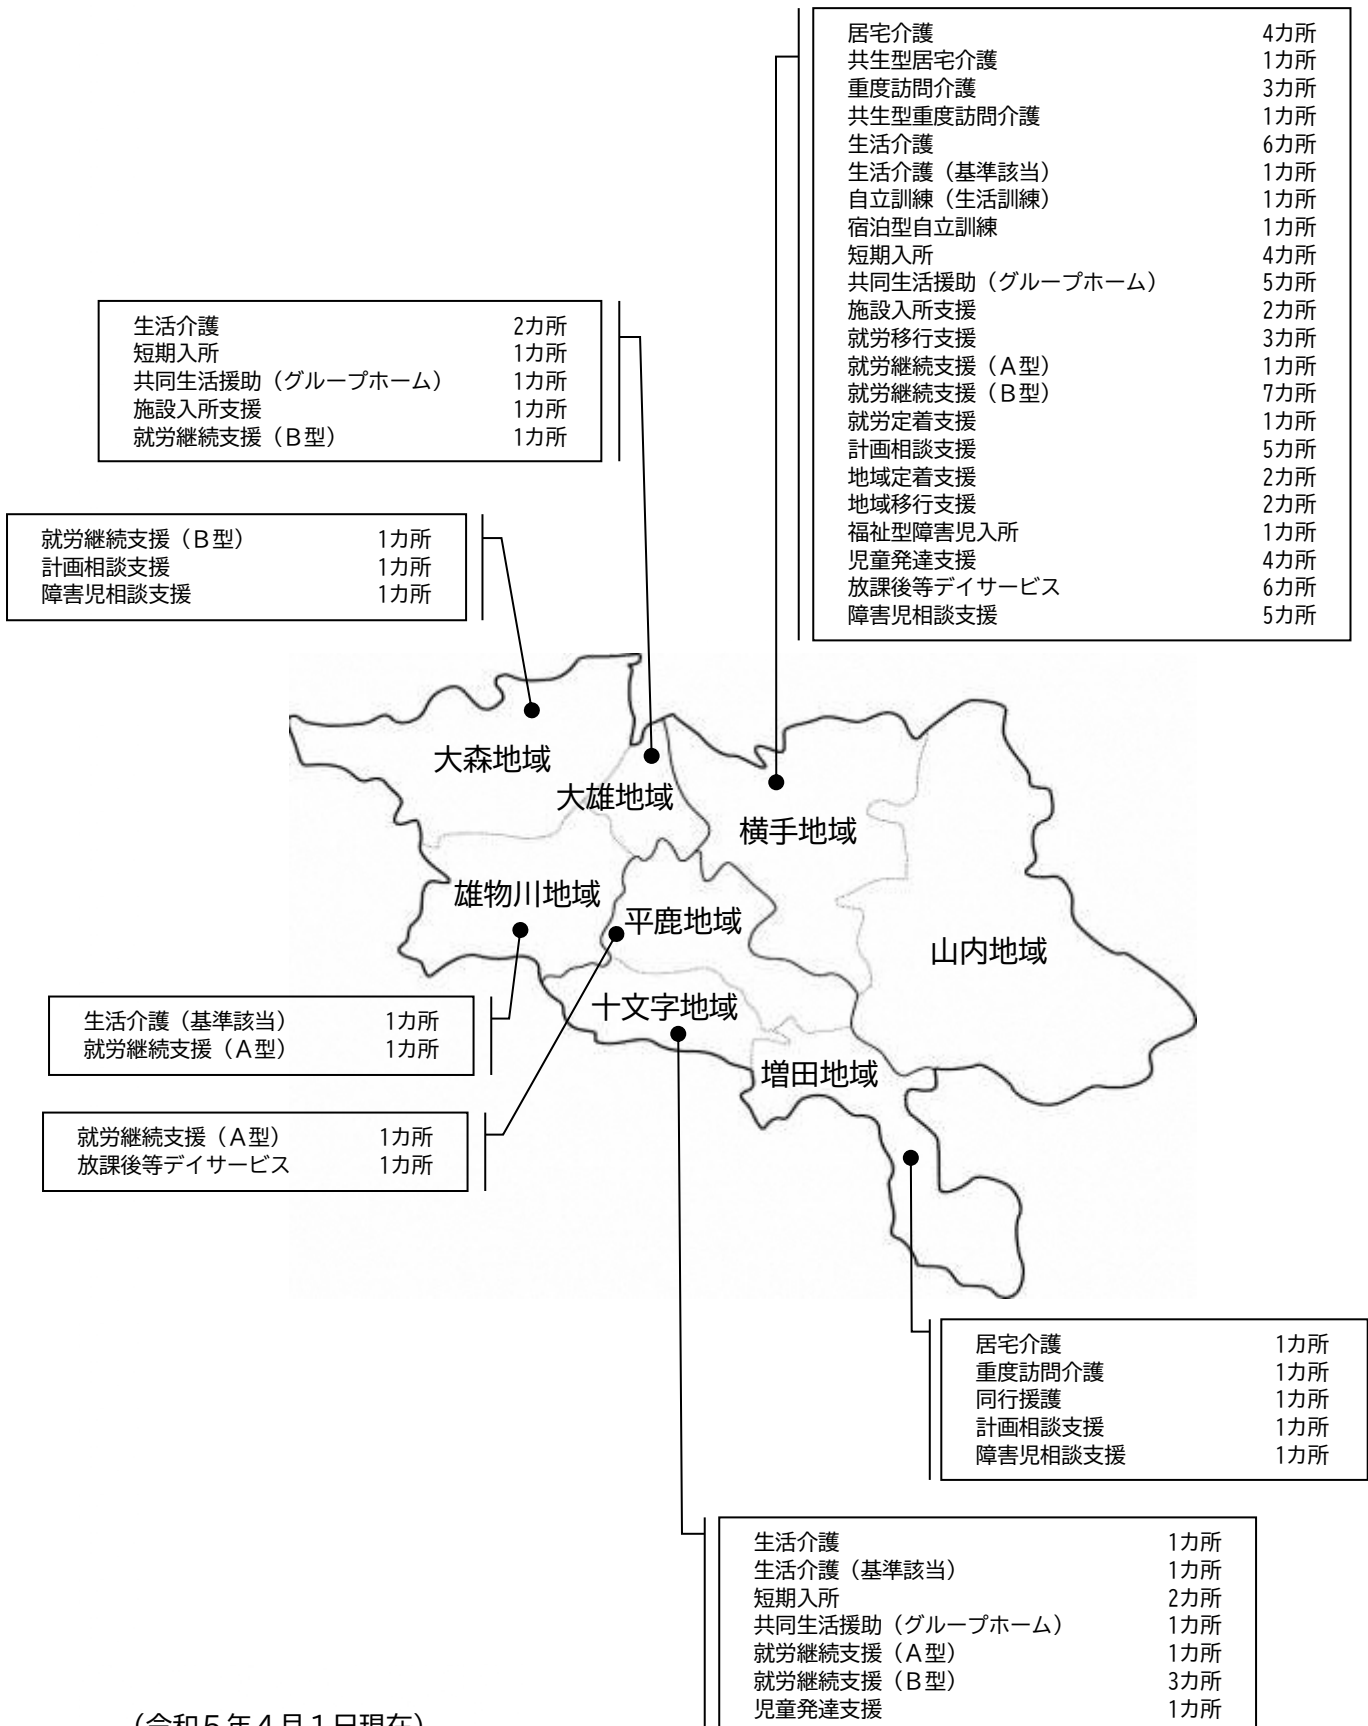 居宅介護 4カ所
共生型居宅介護 1カ所
重度訪問介護 3カ所
共生型重度訪問介護 1カ所
生活介護 6カ所
生活介護（基準該当） 1カ所
自立訓練（生活訓練） 1カ所
宿泊型自立訓練 1カ所
短期入所 4カ所
共同生活援助（グループホーム） 5カ所
施設入所支援 2カ所
就労移行支援 3カ所
就労継続支援（Ａ型） 1カ所
就労継続支援（Ｂ型） 7カ所
就労定着支援 1カ所
計画相談支援 5カ所
地域定着支援 2カ所
地域移行支援 2カ所
福祉型障害児入所 1カ所
児童発達支援 4カ所
放課後等デイサービス 6カ所
障害児相談支援 5カ所
生活介護 2カ所
短期入所 1カ所
共同生活援助（グループホーム） 1カ所
施設入所支援 1カ所
就労継続支援（Ｂ型） 1カ所
就労継続支援（Ｂ型） 1カ所
計画相談支援 1カ所
障害児相談支援 1カ所
大森地域
大雄地域
横手地域
雄物川地域
平鹿地域
山内地域
十文字地域
増田地域
生活介護（基準該当） 1カ所
就労継続支援（Ａ型） 1カ所
就労継続支援（Ａ型） 1カ所
放課後等デイサービス 1カ所
居宅介護 1カ所
重度訪問介護 1カ所
同行援護 1カ所
計画相談支援 1カ所
障害児相談支援 1カ所
生活介護 1カ所
生活介護（基準該当） 1カ所
短期入所 2カ所
共同生活援助（グループホーム） 1カ所
就労継続支援（Ａ型） 1カ所
就労継続支援（Ｂ型） 3カ所
児童発達支援 1カ所
（令和５年４月１日現在）